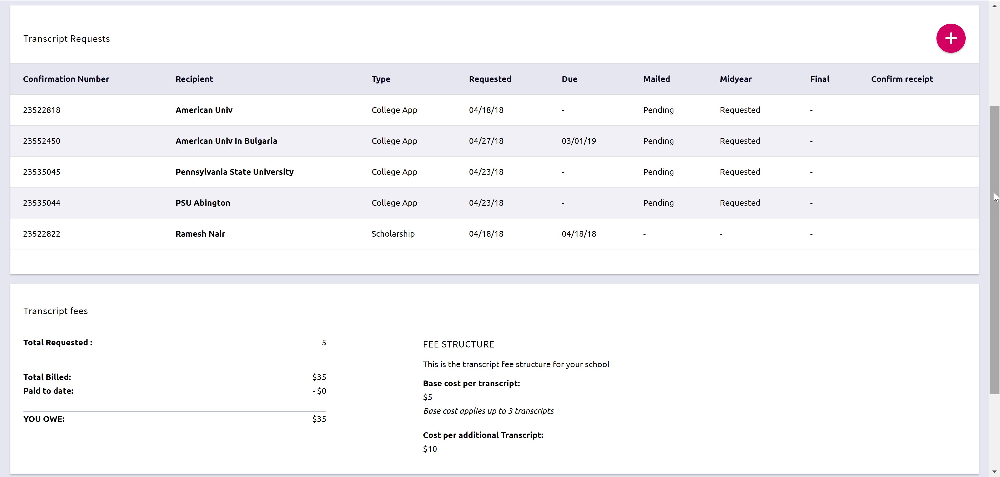 Transcript Requests
Confirmation Number Recipient Type Requested Due Mailed Midyear Final Confirm receipt
23522818 American Univ College App 04/18/18 - Pending Requested -
23552450 American Univ In Bulgaria College App 04/27/18 03/01/19 Pending Requested -
23535045 Pennsylvania State University College App 04/23/18 - Pending Requested -
23535044 PSU Abington College App 04/23/18 - Pending Requested -
23522822 Ramesh Nair Scholarship 04/18/18 04/18/18 - - -
Transcript fees
Total Requested : 5
Total Billed: $35
Paid to date: - $0
YOU OWE: $35
FEE STRUCTURE
This is the transcript fee structure for your school
Base cost per transcript:
$5
Base cost applies up to 3 transcripts
Cost per additional Transcript:
$10